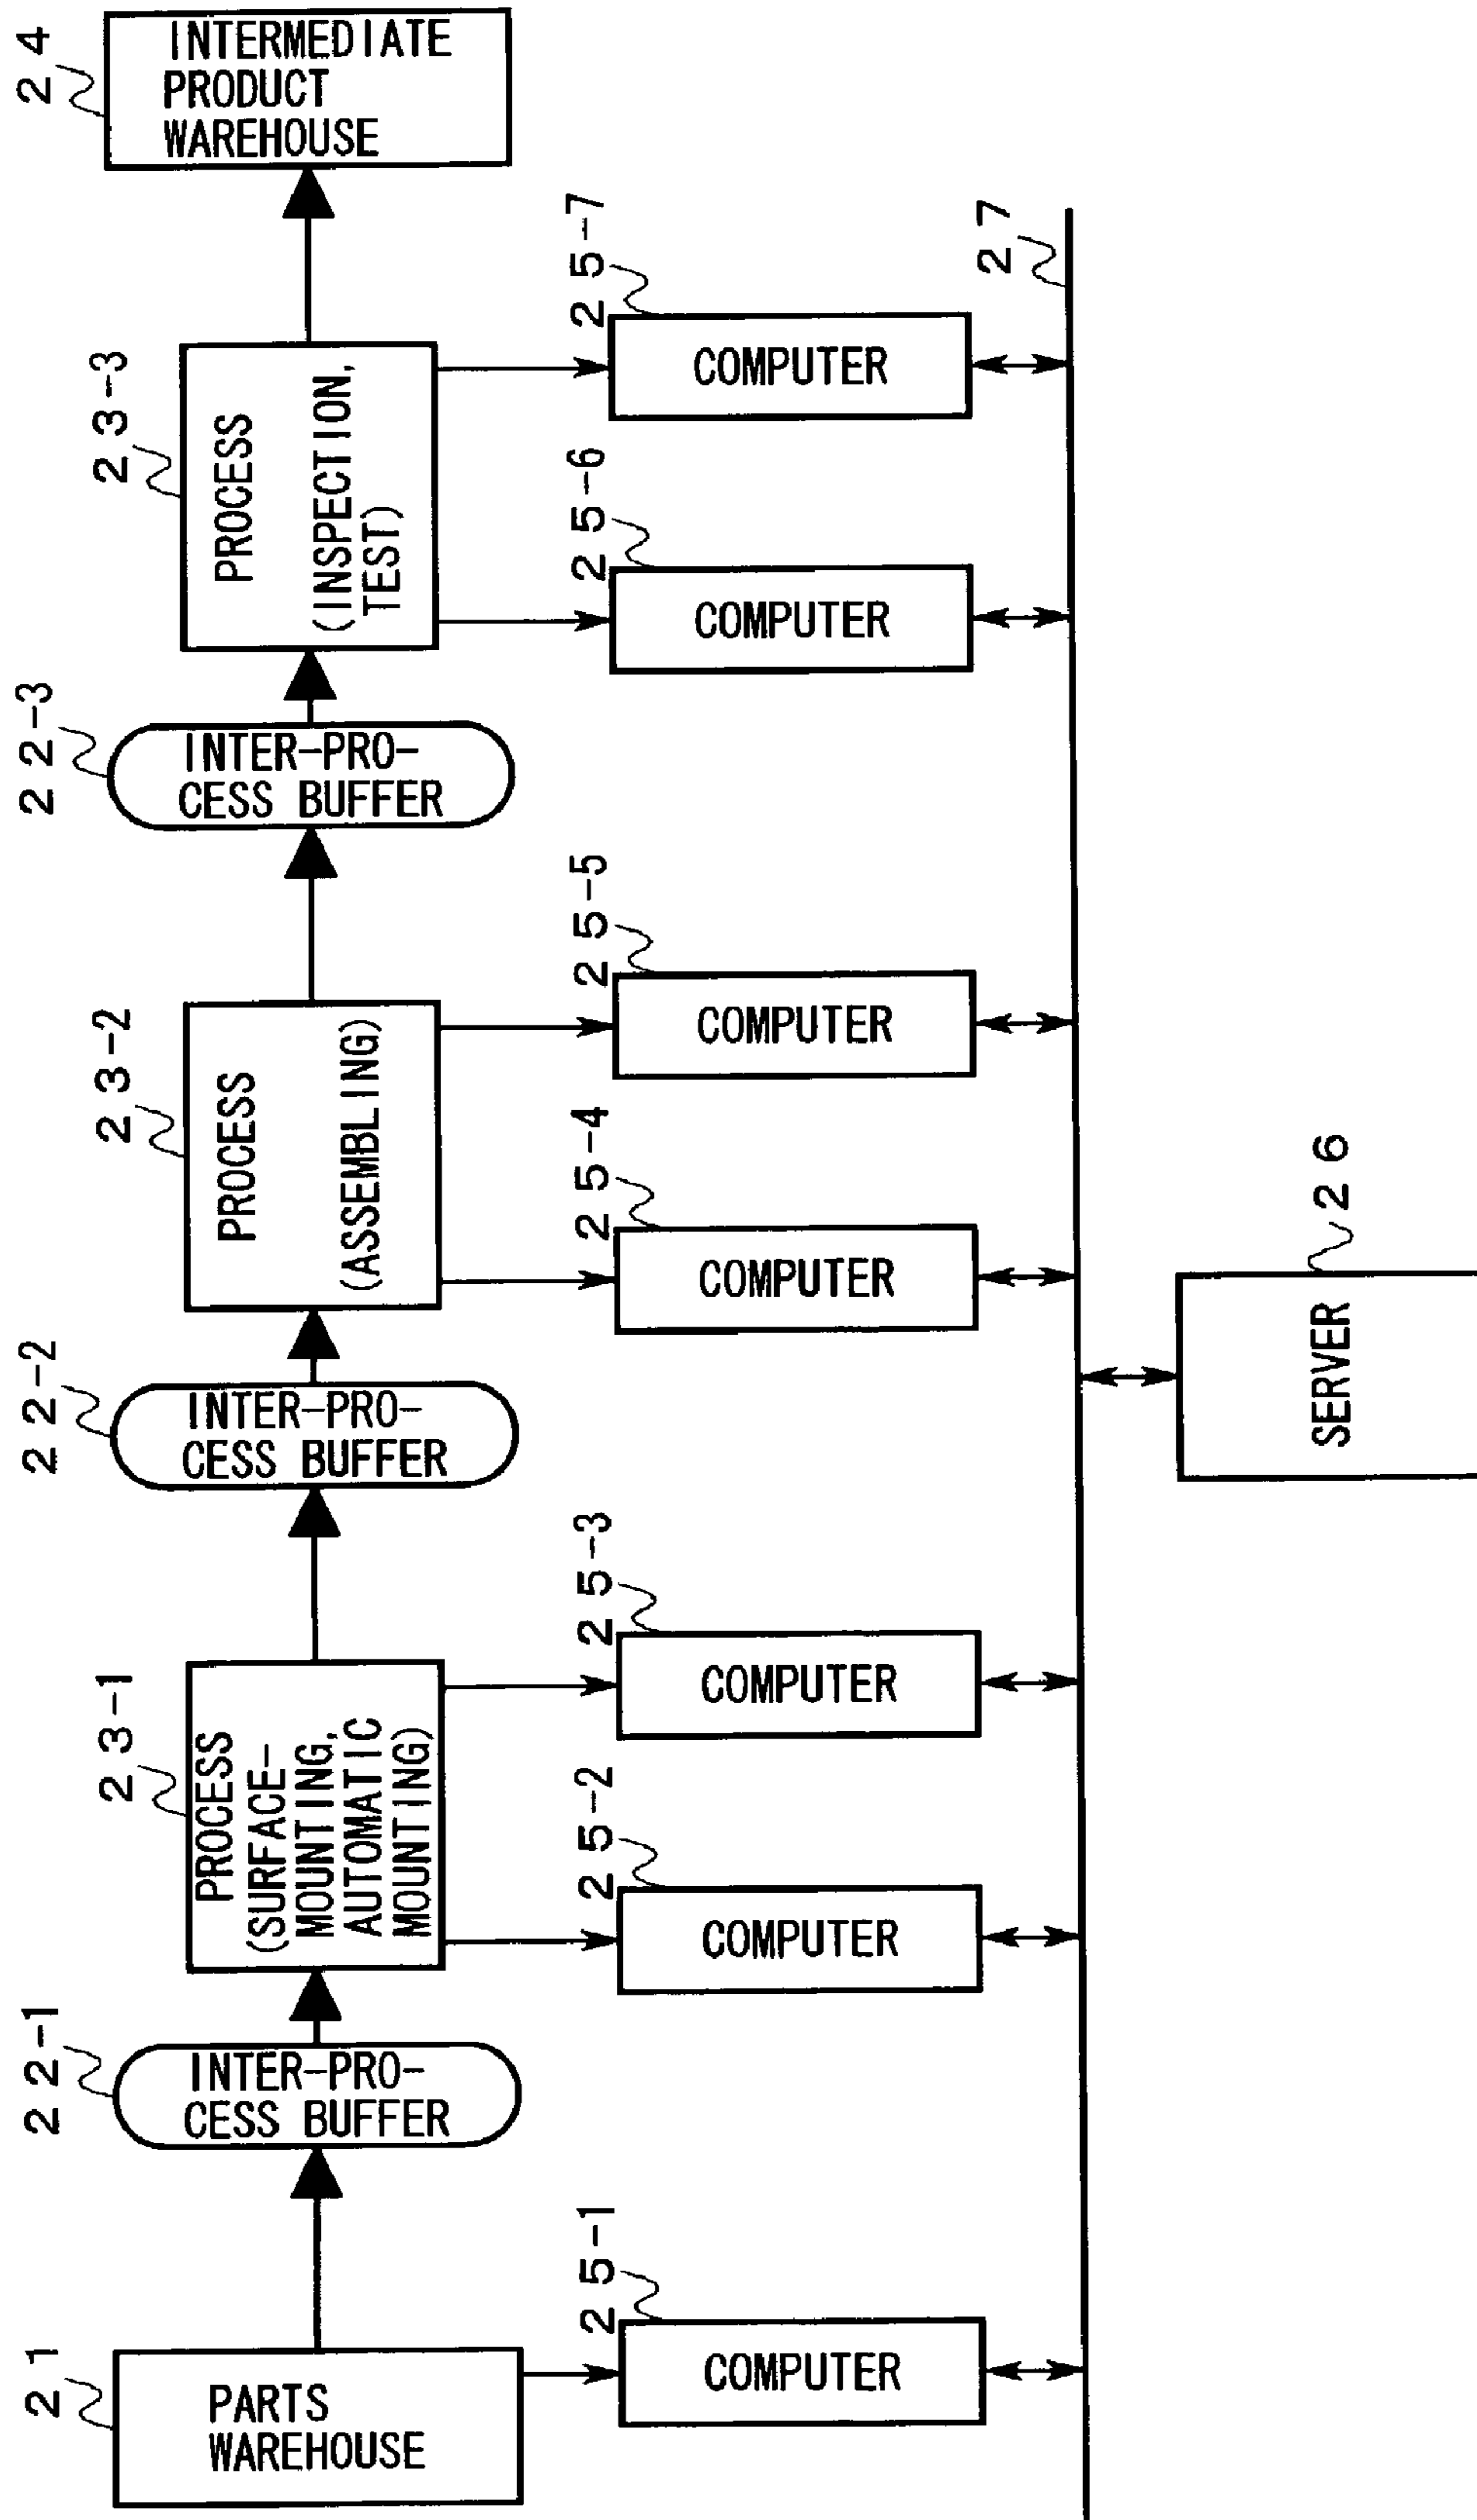 21
PARTS
WAREHOUSE
22-1
INTER-PRO-
CESS BUFFER
23-1
PROCESS
(SURFACE-
MOUNTING,
AUTOMATIC
MOUNTING)
22-2
INTER-PRO-
CESS BUFFER
23-2
PROCESS
(ASSEMBLING)
22-3
INTER-PRO-
CESS BUFFER
23-3
PROCESS
(INSPECTION,
TEST)
24
INTERMEDIATE
PRODUCT
WAREHOUSE
25-1
COMPUTER
25-2
COMPUTER
25-3
COMPUTER
25-4
COMPUTER
25-5
COMPUTER
25-6
COMPUTER
25-7
COMPUTER
27
SERVER
26